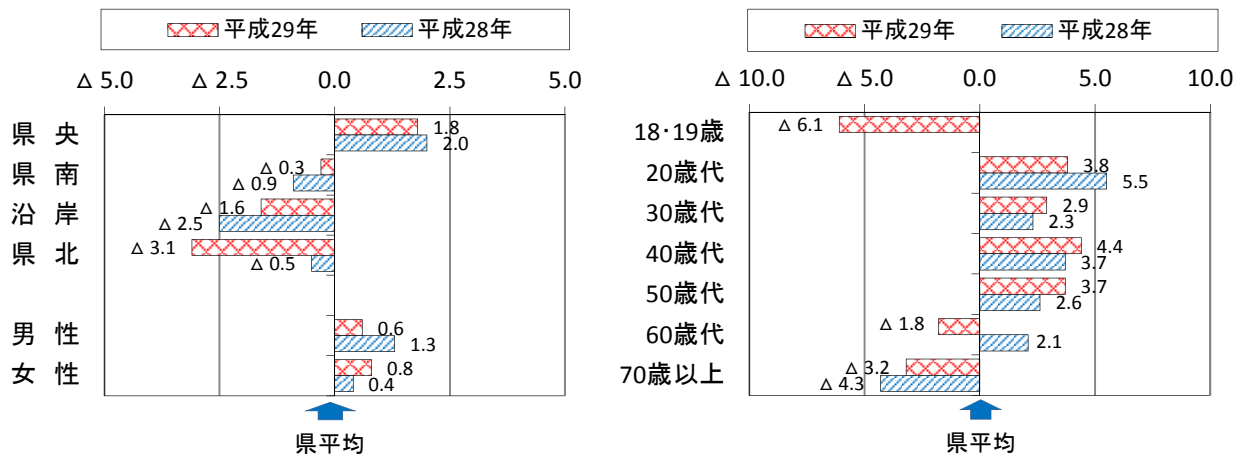 平成29年 平成28年
△ 5.0 △ 2.5 0.0 2.5 5.0
県 央 1.8
2.0
県 南 △ 0.3
△ 0.9
沿 岸 △ 1.6
△ 2.5
県 北 △ 3.1
△ 0.5
男 性 0.6
1.3
女 性 0.8
0.4
県平均
平成29年 平成28年
△ 10.0 △ 5.0 0.0 5.0 10.0
18･19歳 △ 6.1
20歳代 3.8
5.5
30歳代 2.9
2.3
40歳代 4.4
3.7
50歳代 3.7
2.6
60歳代 △ 1.8
2.1
70歳以上 △ 3.2
△ 4.3
県平均